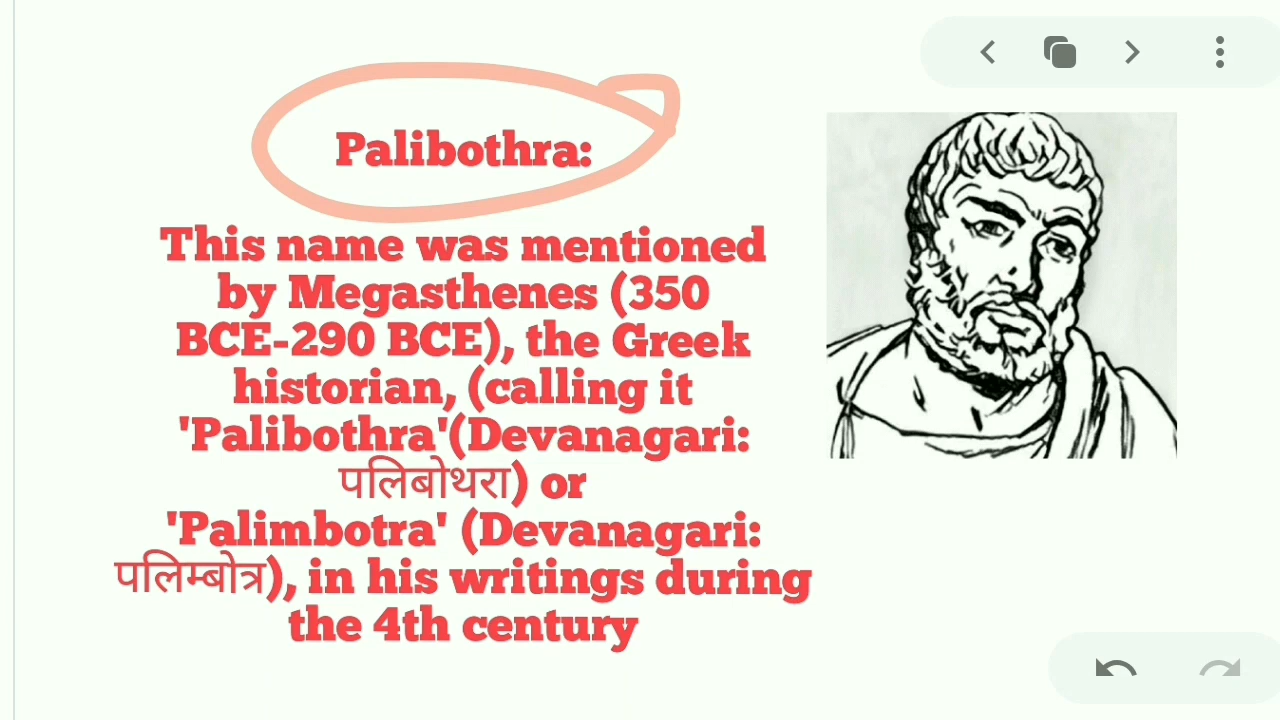 Palibothra:
This name was mentioned
by Megasthenes (350
BCE-290 BCE), the Greek
historian, (calling it
'Palibothra'(Devanagari:
पलिबोथरा) or
'Palimbotra' (Devanagari:
पलिम्बोत्र), in his writings during
the 4th century